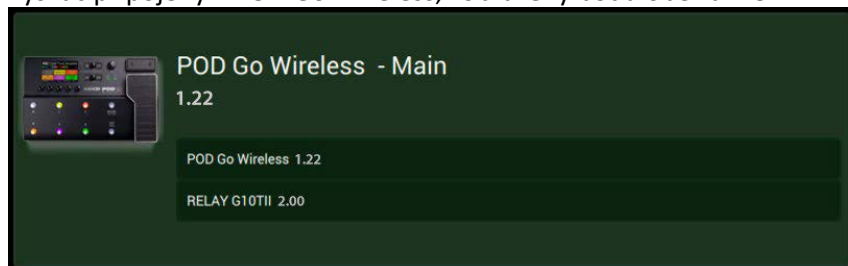 POD Go Wireless - Main
1.22
POD Go Wireless 1.22
RELAY G10TII 2.00